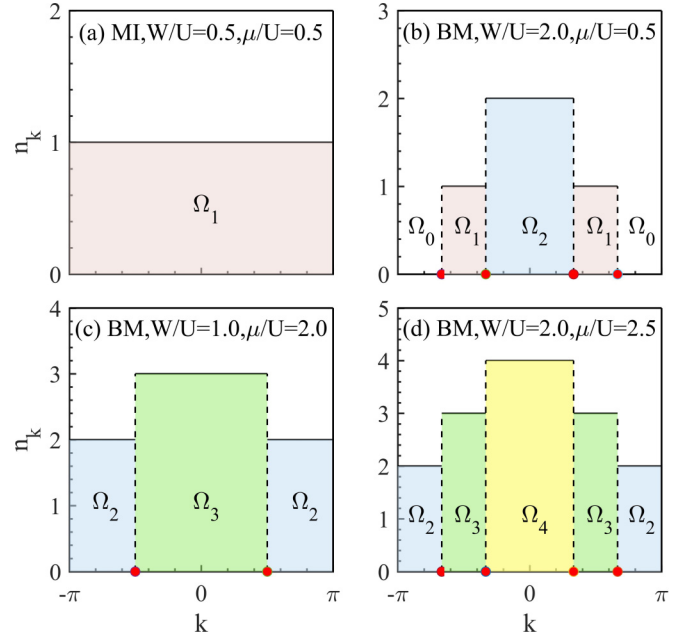 (a) MI,W/U=0.5,μ/U=0.5
2
1
0
n_k
Ω_1
(b) BM,W/U=2.0,μ/U=0.5
3
2
1
0
Ω_0 Ω_1 Ω_2 Ω_1 Ω_0
(c) BM,W/U=1.0,μ/U=2.0
4
3
2
1
0
n_k
Ω_2 Ω_3 Ω_2
-π 0 π
k
(d) BM,W/U=2.0,μ/U=2.5
5
4
3
2
1
0
Ω_2 Ω_3 Ω_4 Ω_3 Ω_2
-π 0 π
k